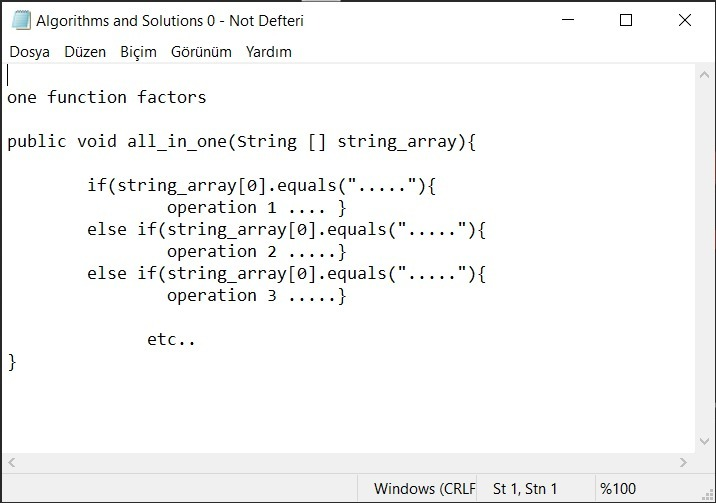 Algorithms and Solutions 0 - Not Defteri
Dosya Düzen Biçim Görünüm Yardım
one function factors
public void all_in_one(String [] string_array){
if(string_array[0].equals("....."){
operation 1 .... }
else if(string_array[0].equals("....."){
operation 2 .....}
else if(string_array[0].equals("....."){
operation 3 .....}
etc..
}
Windows (CRLF St 1, Stn 1 %100